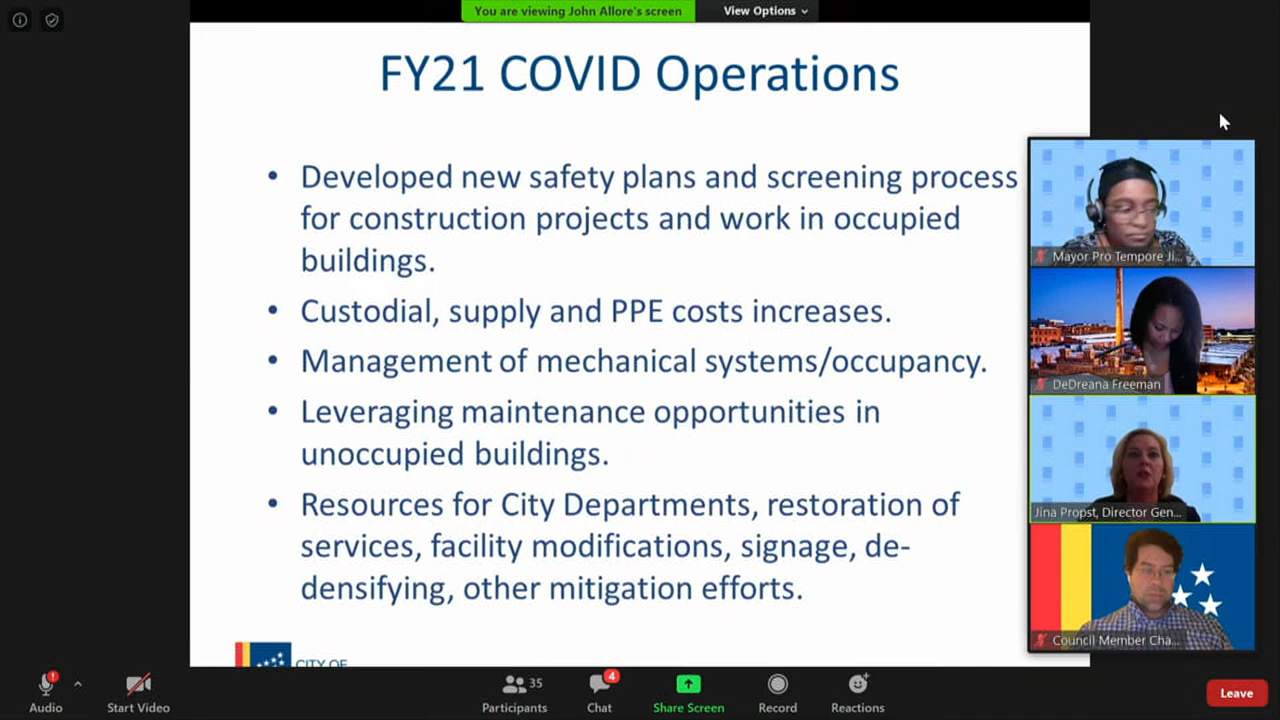 You are viewing John Allore's screen
View Options
FY21 COVID Operations
• Developed new safety plans and screening process
for construction projects and work in occupied
buildings.
• Custodial, supply and PPE costs increases.
• Management of mechanical systems/occupancy.
• Leveraging maintenance opportunities in
unoccupied buildings.
• Resources for City Departments, restoration of
services, facility modifications, signage, de-
densifying, other mitigation efforts.
CITY OF
Mayor Pro Tempore Ji...
DeDreana Freeman
Jina Propst, Director Gen...
Council Member Cha...
Audio
Start Video
35
Participants
4
Chat
Share Screen
Record
Reactions
Leave